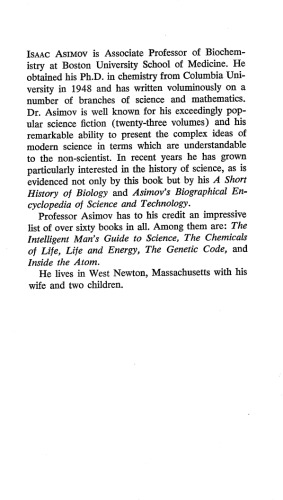 ISAAC ASIMOV is Associate Professor of Biochem-
istry at Boston University School of Medicine. He
obtained his Ph.D. in chemistry from Columbia Uni-
versity in 1948 and has written voluminously on a
number of branches of science and mathematics.
Dr. Asimov is well known for his exceedingly pop-
ular science fiction (twenty-three volumes) and his
remarkable ability to present the complex ideas of
modern science in terms which are understandable
to the non-scientist. In recent years he has grown
particularly interested in the history of science, as is
evidenced not only by this book but by his A Short
History of Biology and Asimov's Biographical En-
cyclopedia of Science and Technology.
Professor Asimov has to his credit an impressive
list of over sixty books in all. Among them are: The
Intelligent Man's Guide to Science, The Chemicals
of Life, Life and Energy, The Genetic Code, and
Inside the Atom.
He lives in West Newton, Massachusetts with his
wife and two children.